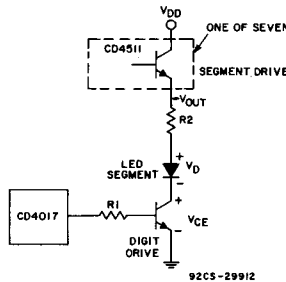 VDD
ONE OF SEVEN
CD4511
SEGMENT DRIVE
VOUT
R2
LED
SEGMENT
+
VD
-
CD4017
R1
+
VCE
-
DIGIT
DRIVE
92CS-29912